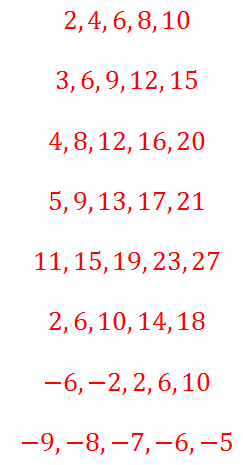 2, 4, 6, 8, 10
3, 6, 9, 12, 15
4, 8, 12, 16, 20
5, 9, 13, 17, 21
11, 15, 19, 23, 27
2, 6, 10, 14, 18
−6, −2, 2, 6, 10
−9, −8, −7, −6, −5